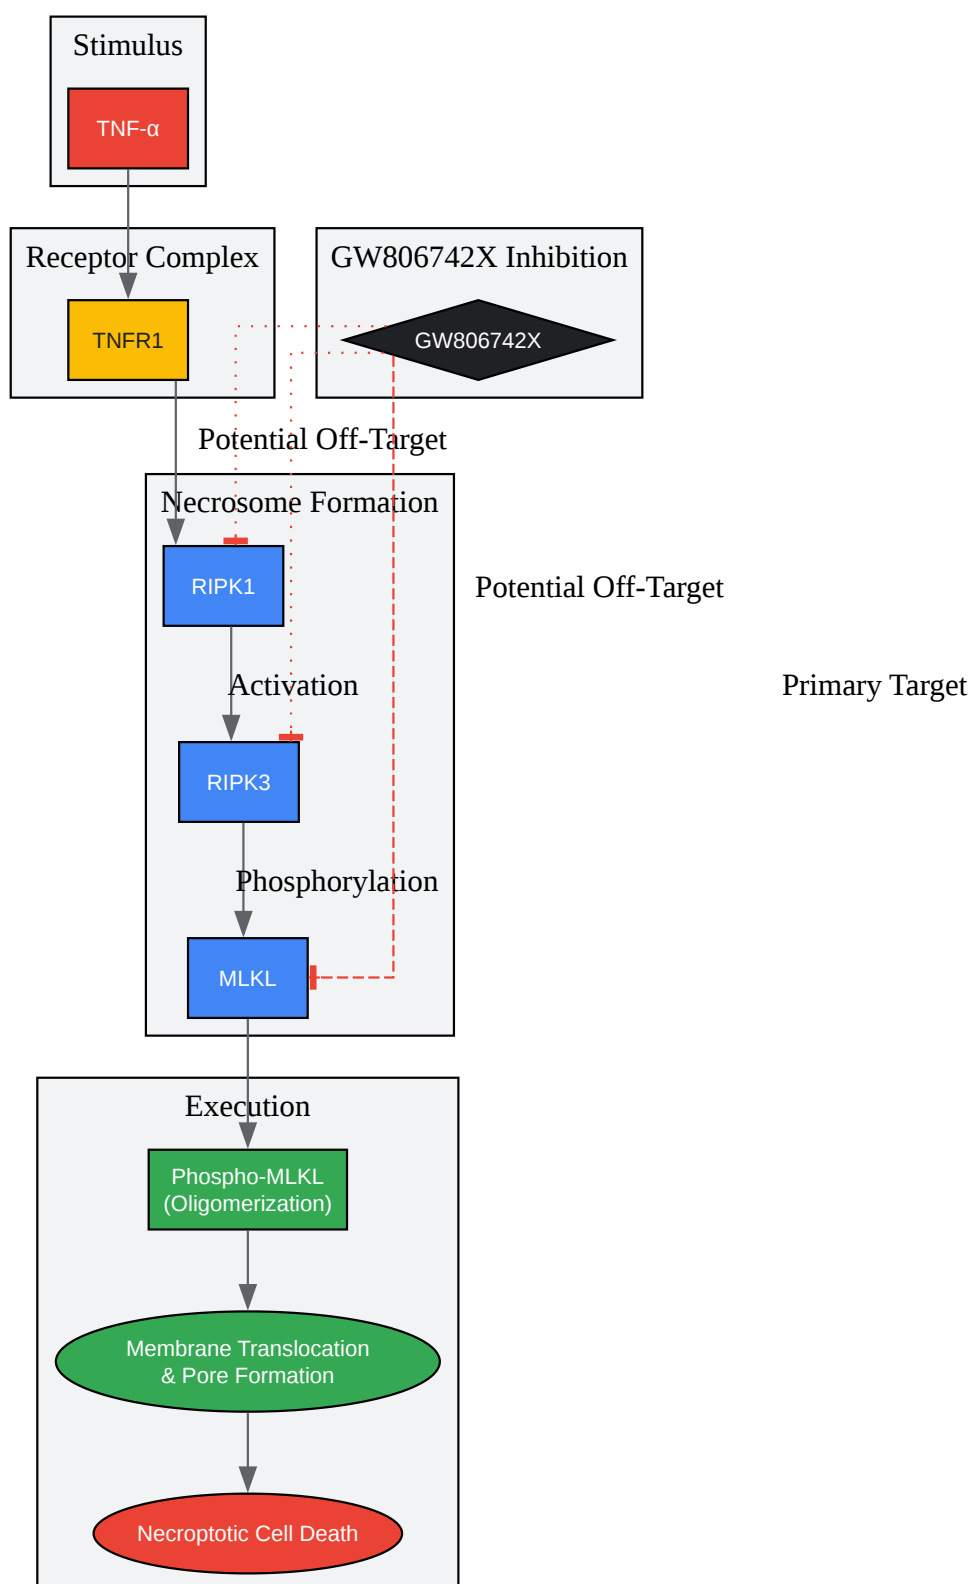 Stimulus
TNF-α
Receptor Complex
GW806742X Inhibition
TNFR1
GW806742X
Potential Off-Target
Necrosome Formation
RIPK1
Potential Off-Target
Activation
Primary Target
RIPK3
Phosphorylation
MLKL
Execution
Phospho-MLKL
(Oligomerization)
Membrane Translocation
& Pore Formation
Necroptotic Cell Death